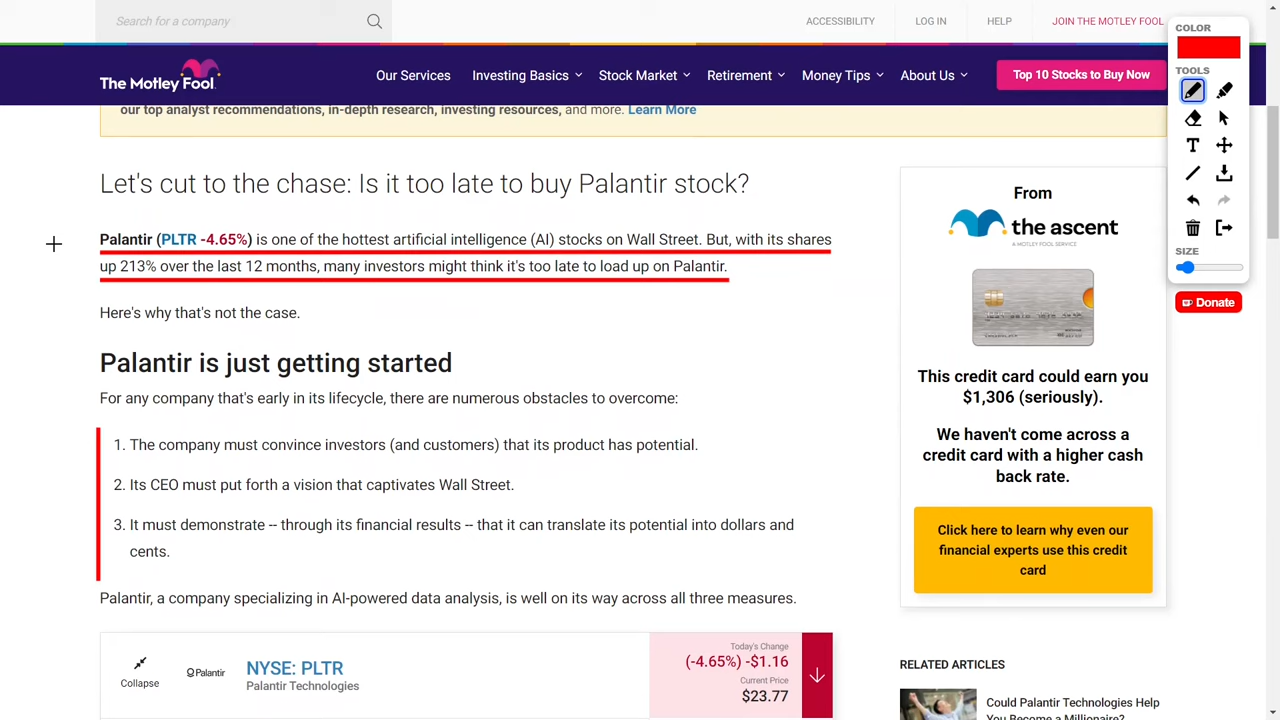 Search for a company
ACCESSIBILITY
LOG IN
HELP
JOIN THE MOTLEY FOOL
The Motley Fool
Our Services
Investing Basics
Stock Market
Retirement
Money Tips
About Us
Top 10 Stocks to Buy Now
COLOR
TOOLS
T
SIZE
Donate
our top analyst recommendations, in-depth research, investing resources, and more. Learn More
Let's cut to the chase: Is it too late to buy Palantir stock?
Palantir (PLTR -4.65%) is one of the hottest artificial intelligence (AI) stocks on Wall Street. But, with its shares
up 213% over the last 12 months, many investors might think it's too late to load up on Palantir.
Here's why that's not the case.
Palantir is just getting started
For any company that's early in its lifecycle, there are numerous obstacles to overcome:
1. The company must convince investors (and customers) that its product has potential.
2. Its CEO must put forth a vision that captivates Wall Street.
3. It must demonstrate -- through its financial results -- that it can translate its potential into dollars and
cents.
Palantir, a company specializing in AI-powered data analysis, is well on its way across all three measures.
Collapse
Palantir
NYSE: PLTR
Palantir Technologies
Today's Change
(-4.65%) -$1.16
Current Price
$23.77
From
the ascent
A MOTLEY FOOL SERVICE
This credit card could earn you
$1,306 (seriously).
We haven't come across a
credit card with a higher cash
back rate.
Click here to learn why even our
financial experts use this credit
card
RELATED ARTICLES
Could Palantir Technologies Help
You Become a Millionaire?